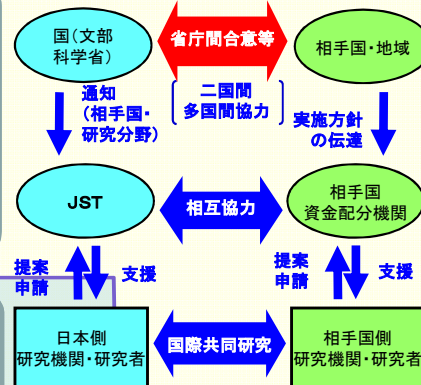 国(文部
科学省)
省庁間合意等
相手国・地域
通知
(相手国・
研究分野)
二国間
多国間協力
実施方針
の伝達
JST
相互協力
相手国
資金配分機関
提案
申請
支援
提案
申請
支援
日本側
研究機関・研究者
国際共同研究
相手国側
研究機関・研究者